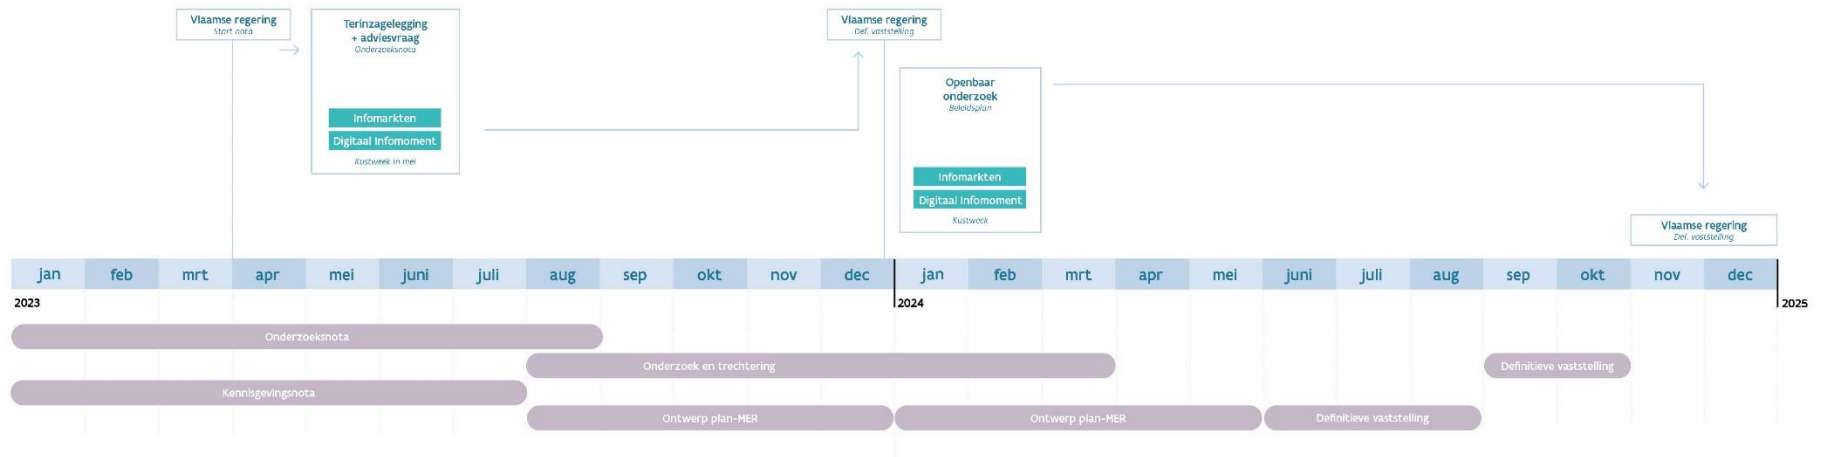 Vlaamse regering
Start nota
Terinzagelegging
+ adviesvraag
Onderzoeksnota
Infomarkten
Digitaal Infomoment
Kustweek in mei
Vlaamse regering
Def. vaststelling
Openbaar
onderzoek
Beleidsplan
Infomarkten
Digitaal Infomoment
Kustweek
Vlaamse regering
Def. vaststelling
jan feb mrt apr mei juni juli aug sep okt nov dec jan feb mrt apr mei juni juli aug sep okt nov dec
2023 2024 2025
Onderzoeksnota
Onderzoek en trechtering Definitieve vaststelling
Kennisgevingsnota
Ontwerp plan-MER Ontwerp plan-MER Definitieve vaststelling